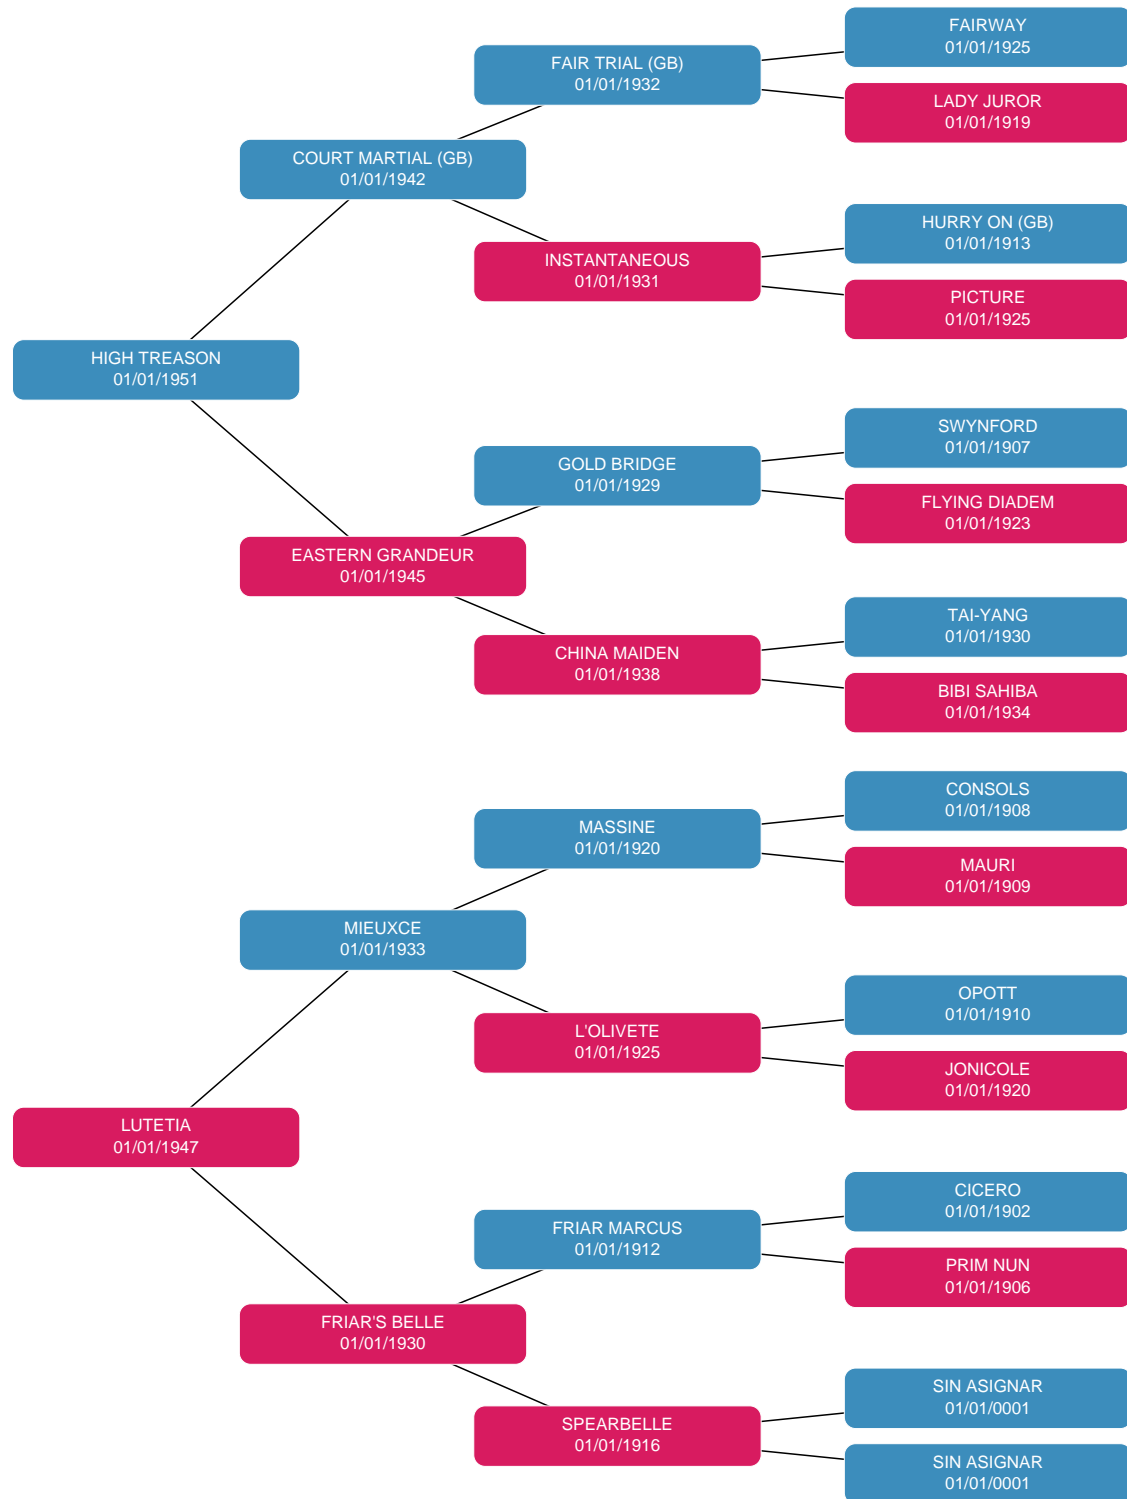 FAIRWAY
01/01/1925
FAIR TRIAL (GB)
01/01/1932
LADY JUROR
01/01/1919
COURT MARTIAL (GB)
01/01/1942
HURRY ON (GB)
01/01/1913
INSTANTANEOUS
01/01/1931
PICTURE
01/01/1925
HIGH TREASON
01/01/1951
SWYNFORD
01/01/1907
GOLD BRIDGE
01/01/1929
FLYING DIADEM
01/01/1923
EASTERN GRANDEUR
01/01/1945
TAI-YANG
01/01/1930
CHINA MAIDEN
01/01/1938
BIBI SAHIBA
01/01/1934
CONSOLS
01/01/1908
MASSINE
01/01/1920
MAURI
01/01/1909
MIEUXCE
01/01/1933
OPOTT
01/01/1910
L'OLIVETE
01/01/1925
JONICOLE
01/01/1920
LUTETIA
01/01/1947
CICERO
01/01/1902
FRIAR MARCUS
01/01/1912
PRIM NUN
01/01/1906
FRIAR'S BELLE
01/01/1930
SIN ASIGNAR
01/01/0001
SPEARBELLE
01/01/1916
SIN ASIGNAR
01/01/0001